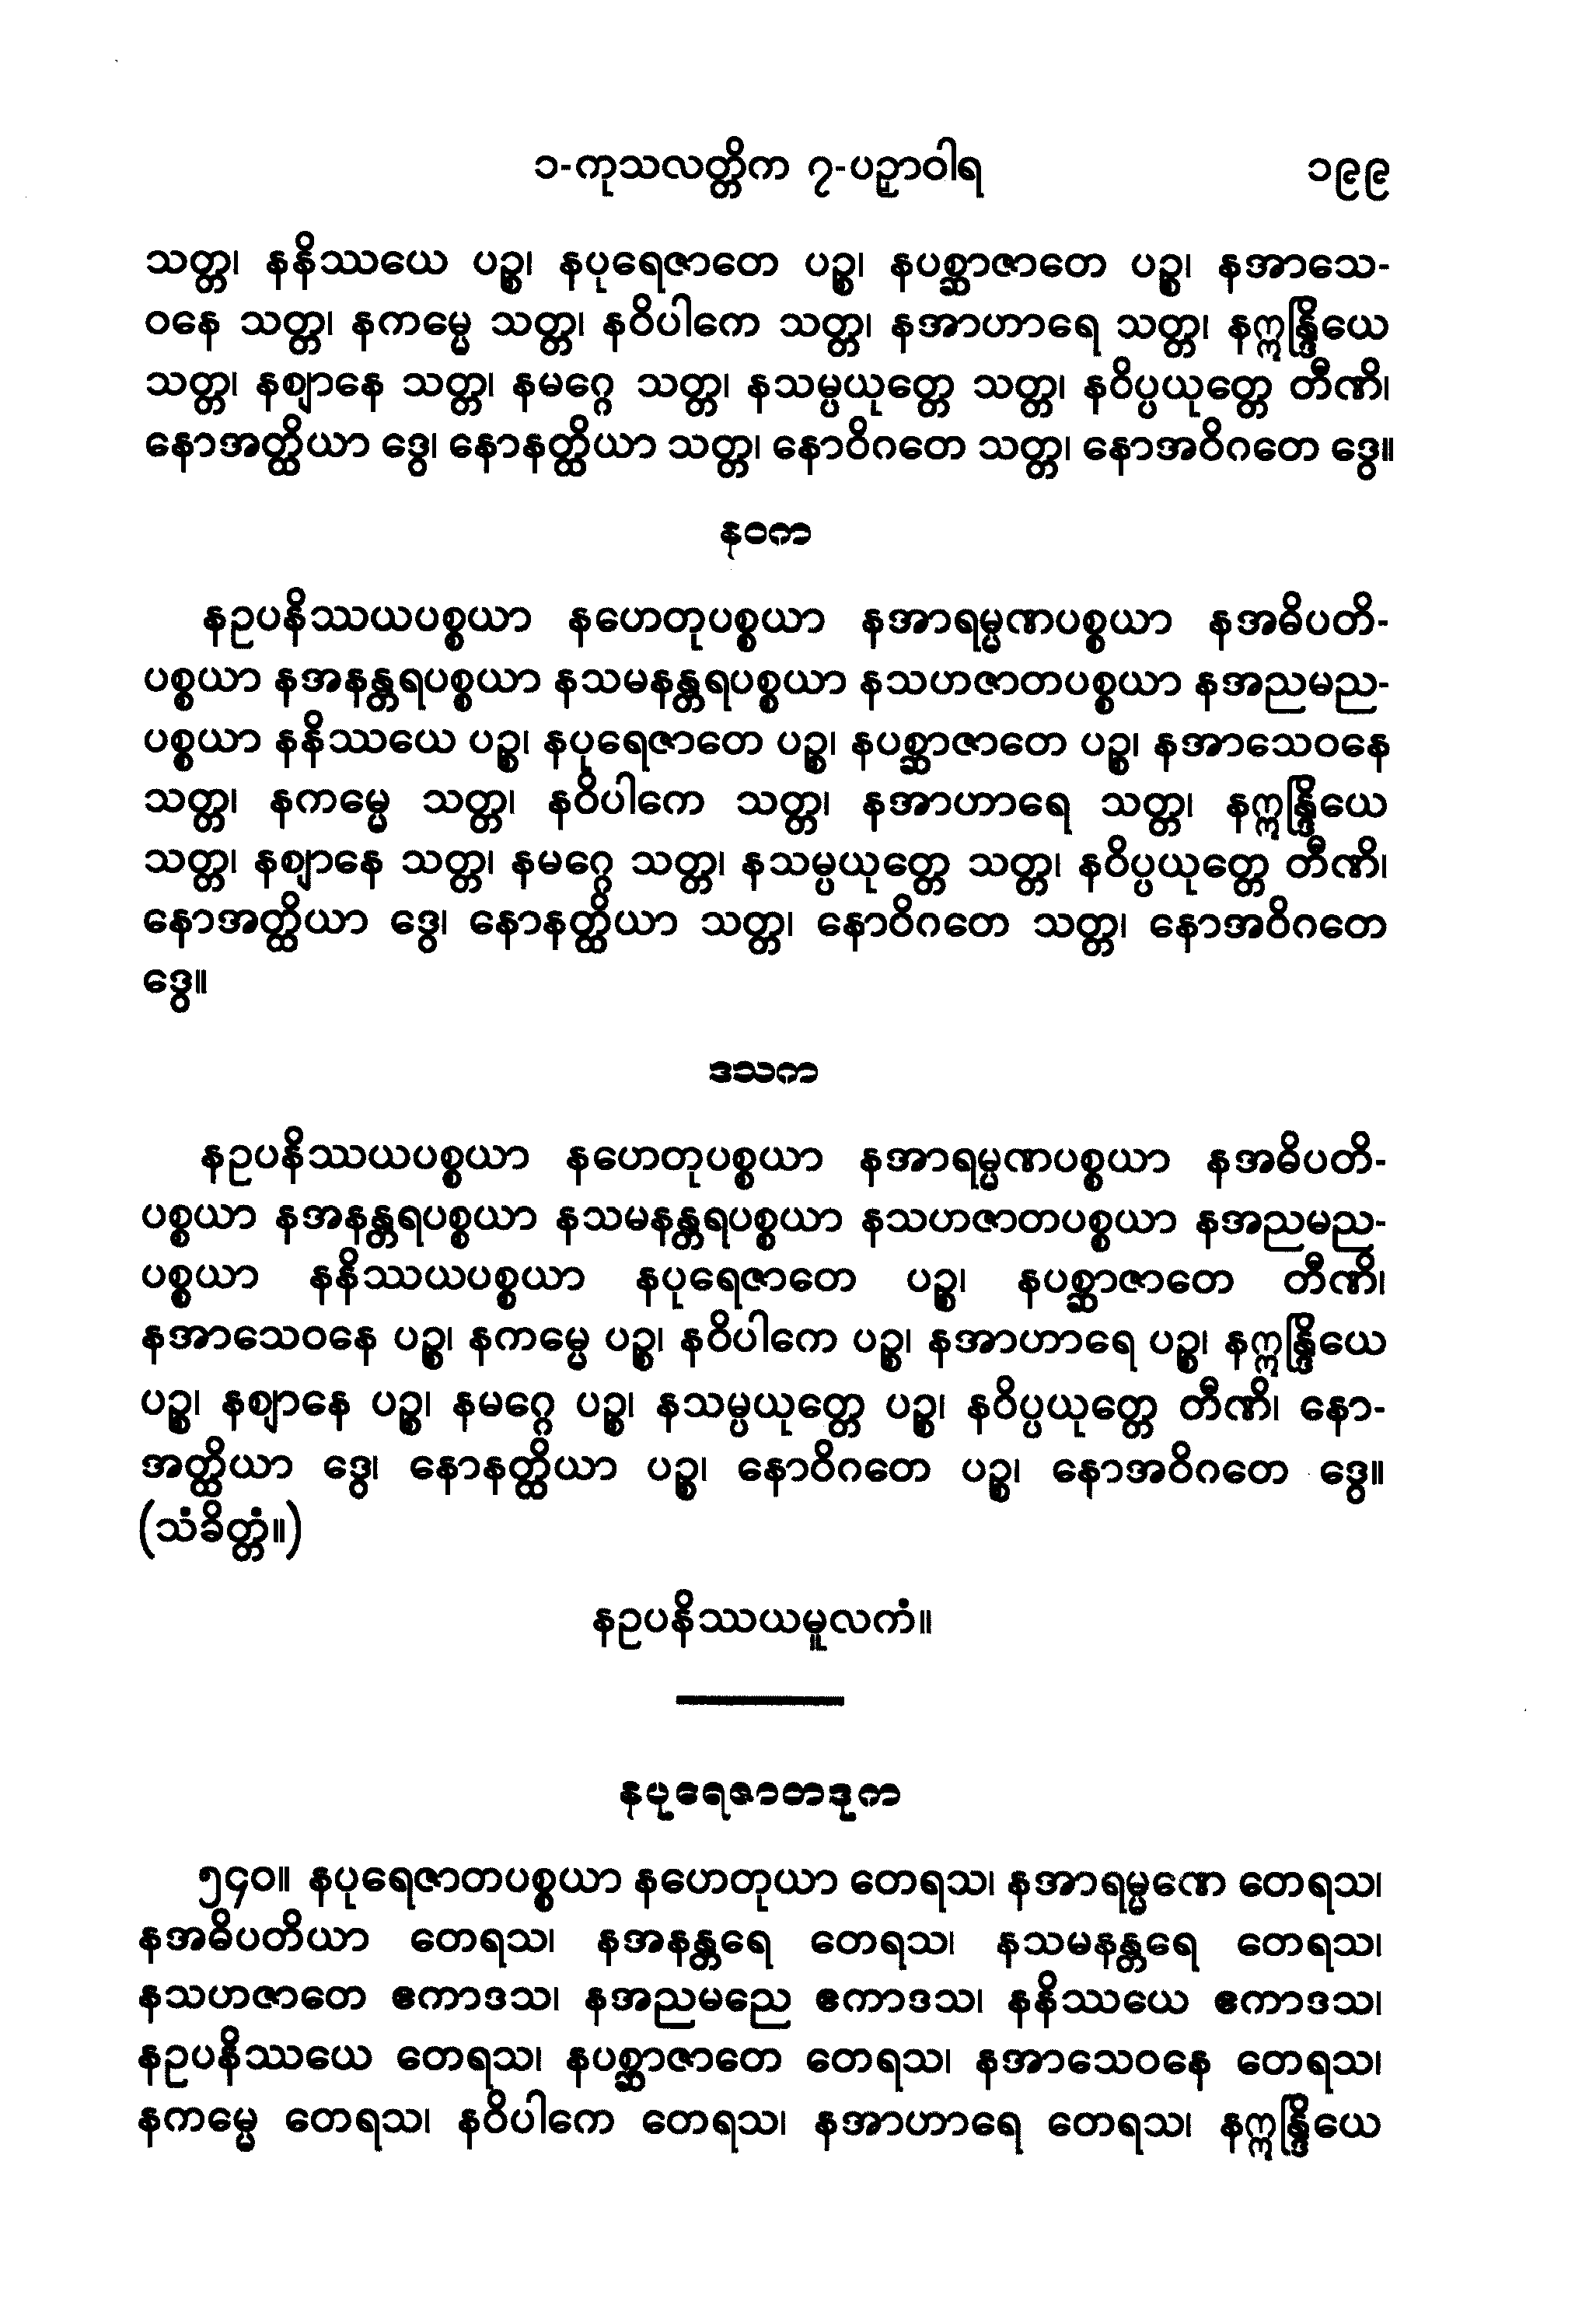 ၁-ကုသလတ္တိက ၇-ပဉှာဝါရ ၁၉၉
သတ္တ၊ နနိဿယေ ပဉ္စ၊ နပုရေဇာတေ ပဉ္စ၊ နပစ္ဆာဇာတေ ပဉ္စ၊ နအာသေ-
ဝနေ သတ္တ၊ နကမ္မေ သတ္တ၊ နဝိပါကေ သတ္တ၊ နအာဟာရေ သတ္တ၊ နဣန္ဒြိယေ
သတ္တ၊ နဈာနေ သတ္တ၊ နမဂ္ဂေ သတ္တ၊ နသမ္ပယုတ္တေ သတ္တ၊ နဝိပ္ပယုတ္တေ တီဏိ၊
နောအတ္ထိယာ ဒွေ၊ နောနတ္ထိယာ သတ္တ၊ နောဝိဂတေ သတ္တ၊ နောအဝိဂတေ ဒွေ။
နဝက
နဥပနိဿယပစ္စယာ နဟေတုပစ္စယာ နအာရမ္မဏပစ္စယာ နအဓိပတိ-
ပစ္စယာ နအနန္တရပစ္စယာ နသမနန္တရပစ္စယာ နသဟဇာတပစ္စယာ နအညမည-
ပစ္စယာ နနိဿယေ ပဉ္စ၊ နပုရေဇာတေ ပဉ္စ၊ နပစ္ဆာဇာတေ ပဉ္စ၊ နအာသေဝနေ
သတ္တ၊ နကမ္မေ သတ္တ၊ နဝိပါကေ သတ္တ၊ နအာဟာရေ သတ္တ၊ နဣန္ဒြိယေ
သတ္တ၊ နဈာနေ သတ္တ၊ နမဂ္ဂေ သတ္တ၊ နသမ္ပယုတ္တေ သတ္တ၊ နဝိပ္ပယုတ္တေ တီဏိ၊
နောအတ္ထိယာ ဒွေ၊ နောနတ္ထိယာ သတ္တ၊ နောဝိဂတေ သတ္တ၊ နောအဝိဂတေ
ဒွေ။
ဒသက
နဥပနိဿယပစ္စယာ နဟေတုပစ္စယာ နအာရမ္မဏပစ္စယာ နအဓိပတိ-
ပစ္စယာ နအနန္တရပစ္စယာ နသမနန္တရပစ္စယာ နသဟဇာတပစ္စယာ နအညမည-
ပစ္စယာ နနိဿယပစ္စယာ နပုရေဇာတေ ပဉ္စ၊ နပစ္ဆာဇာတေ တီဏိ၊
နအာသေဝနေ ပဉ္စ၊ နကမ္မေ ပဉ္စ၊ နဝိပါကေ ပဉ္စ၊ နအာဟာရေ ပဉ္စ၊ နဣန္ဒြိယေ
ပဉ္စ၊ နဈာနေ ပဉ္စ၊ နမဂ္ဂေ ပဉ္စ၊ နသမ္ပယုတ္တေ ပဉ္စ၊ နဝိပ္ပယုတ္တေ တီဏိ၊ နော-
အတ္ထိယာ ဒွေ၊ နောနတ္ထိယာ ပဉ္စ၊ နောဝိဂတေ ပဉ္စ၊ နောအဝိဂတေ ဒွေ။
(သံခိတ္တံ။)
နဥပနိဿယမူလကံ။
နပုရေဇာတဒုက
၅၄၀။ နပုရေဇာတပစ္စယာ နဟေတုယာ တေရသ၊ နအာရမ္မဏေ တေရသ၊
နအဓိပတိယာ တေရသ၊ နအနန္တရေ တေရသ၊ နသမနန္တရေ တေရသ၊
နသဟဇာတေ ဧကာဒသ၊ နအညမညေ ဧကာဒသ၊ နနိဿယေ ဧကာဒသ၊
နဥပနိဿယေ တေရသ၊ နပစ္ဆာဇာတေ တေရသ၊ နအာသေဝနေ တေရသ၊
နကမ္မေ တေရသ၊ နဝိပါကေ တေရသ၊ နအာဟာရေ တေရသ၊ နဣန္ဒြိယေ